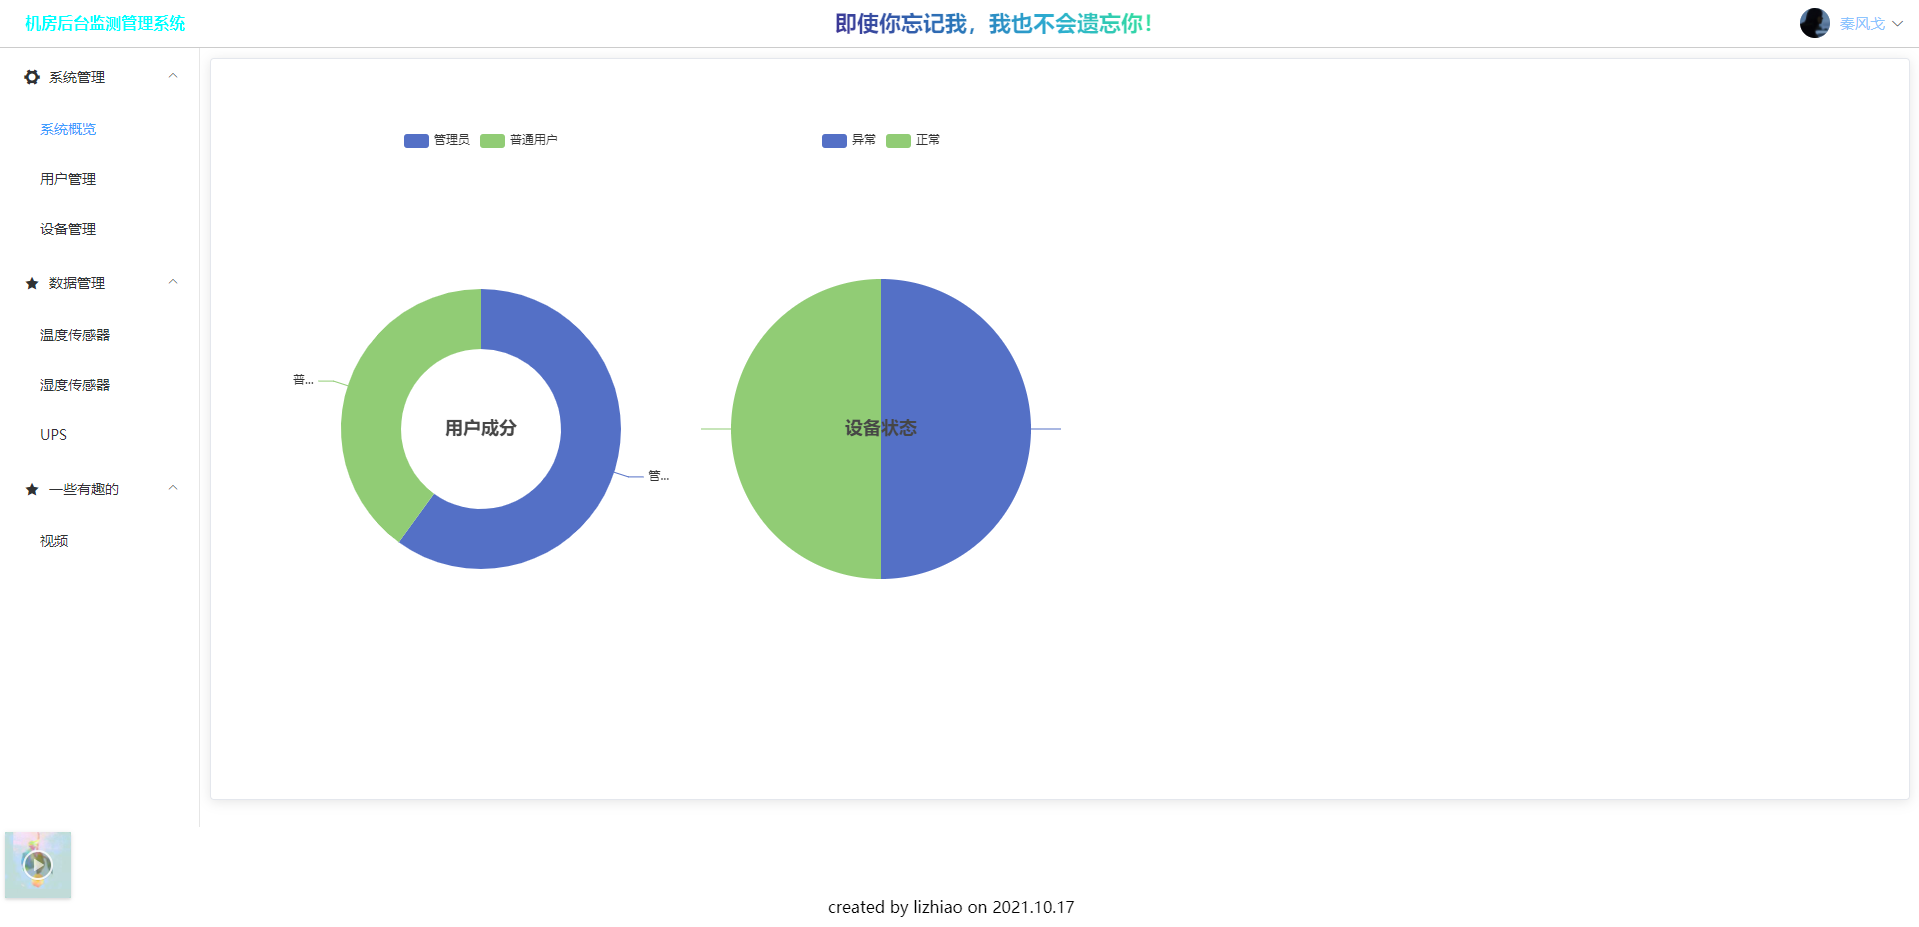 机房后台监测管理系统
即使你忘记我，我也不会遗忘你！
秦风戈
系统管理
系统概览
用户管理
设备管理
数据管理
温度传感器
湿度传感器
UPS
一些有趣的
视频
管理员 普通用户
普...
用户成分
管...
异常 正常
设备状态
created by lizhiao on 2021.10.17